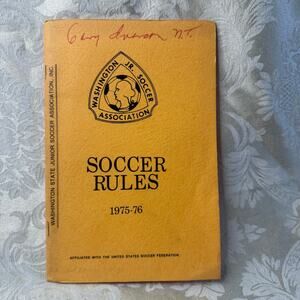 WASHINGTON JR. SOCCER
ASSOCIATION
WASHINGTON STATE JUNIOR SOCCER ASSOCIATION, INC.
SOCCER
RULES
1975-76
AFFILIATED WITH THE UNITED STATES SOCCER FEDERATION